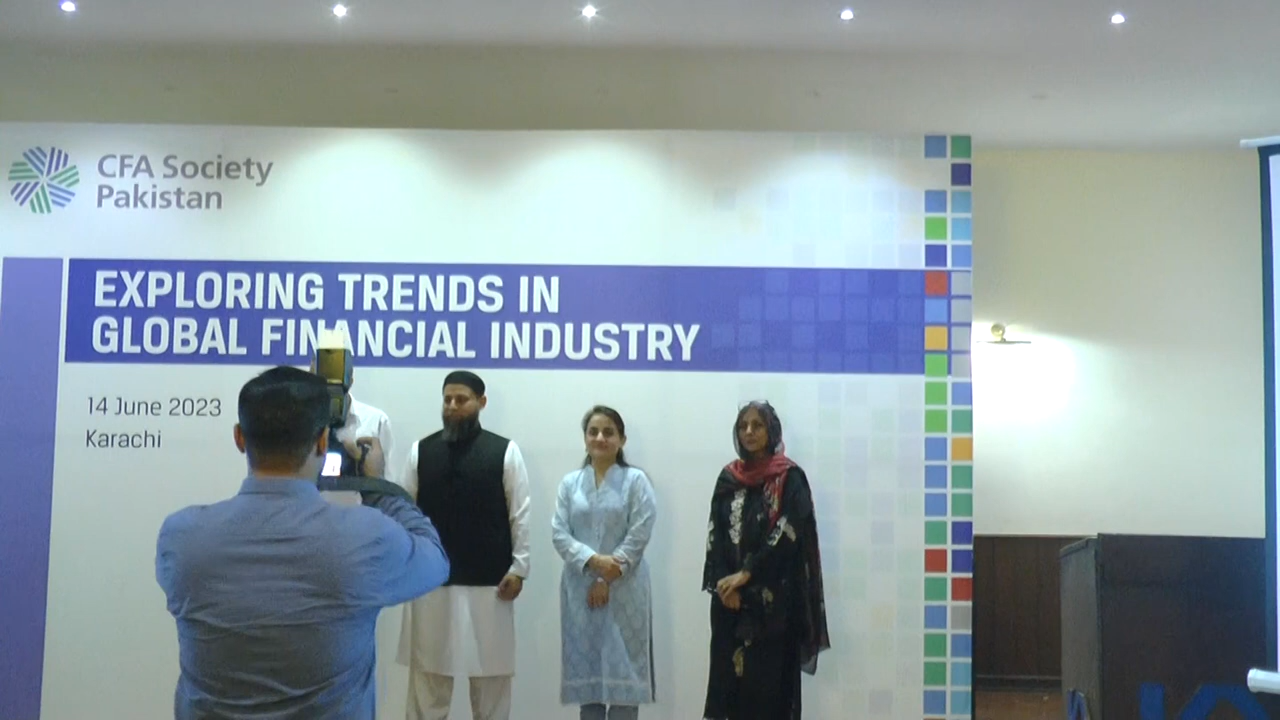 CFA Society
Pakistan
EXPLORING TRENDS IN
GLOBAL FINANCIAL INDUSTRY
14 June 2023
Karachi